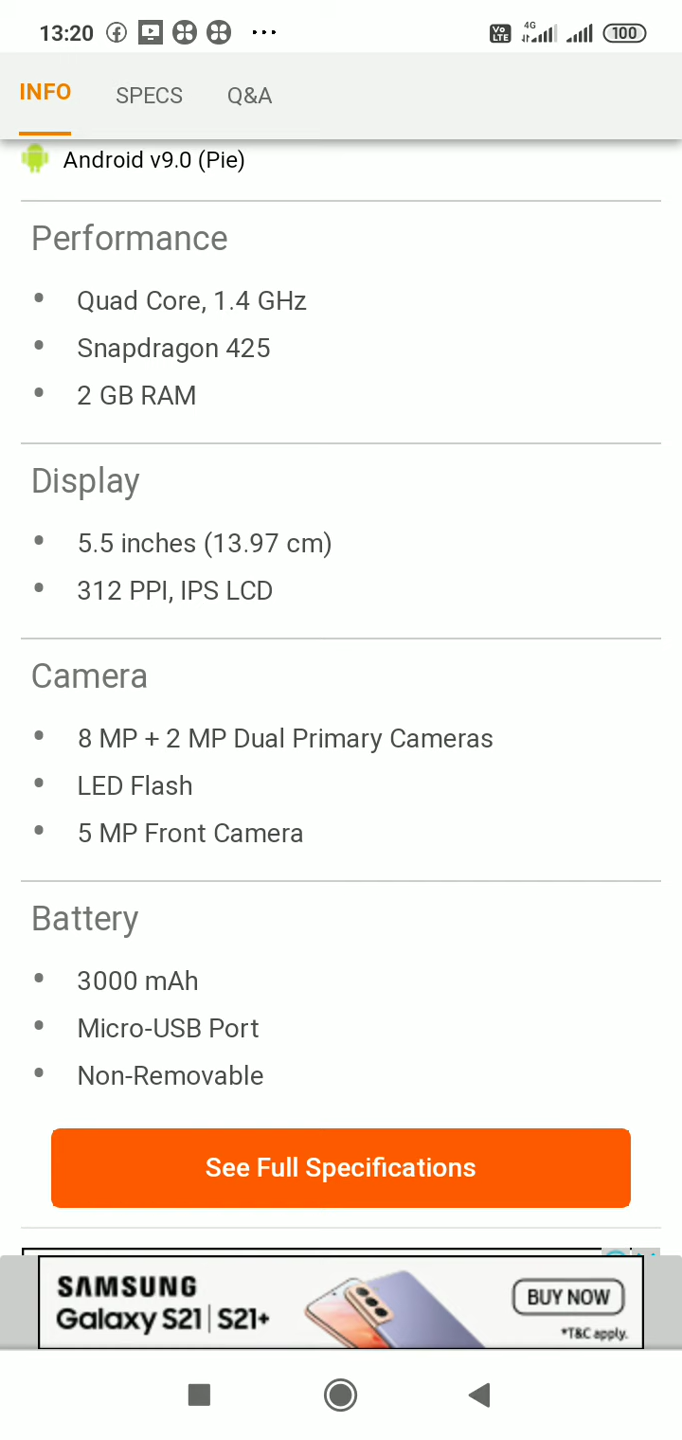 13:20
Vo LTE 4G 100
INFO SPECS Q&A
Android v9.0 (Pie)
Performance
• Quad Core, 1.4 GHz
• Snapdragon 425
• 2 GB RAM
Display
• 5.5 inches (13.97 cm)
• 312 PPI, IPS LCD
Camera
• 8 MP + 2 MP Dual Primary Cameras
• LED Flash
• 5 MP Front Camera
Battery
• 3000 mAh
• Micro-USB Port
• Non-Removable
See Full Specifications
SAMSUNG
Galaxy S21 | S21+
BUY NOW
*T&C apply.